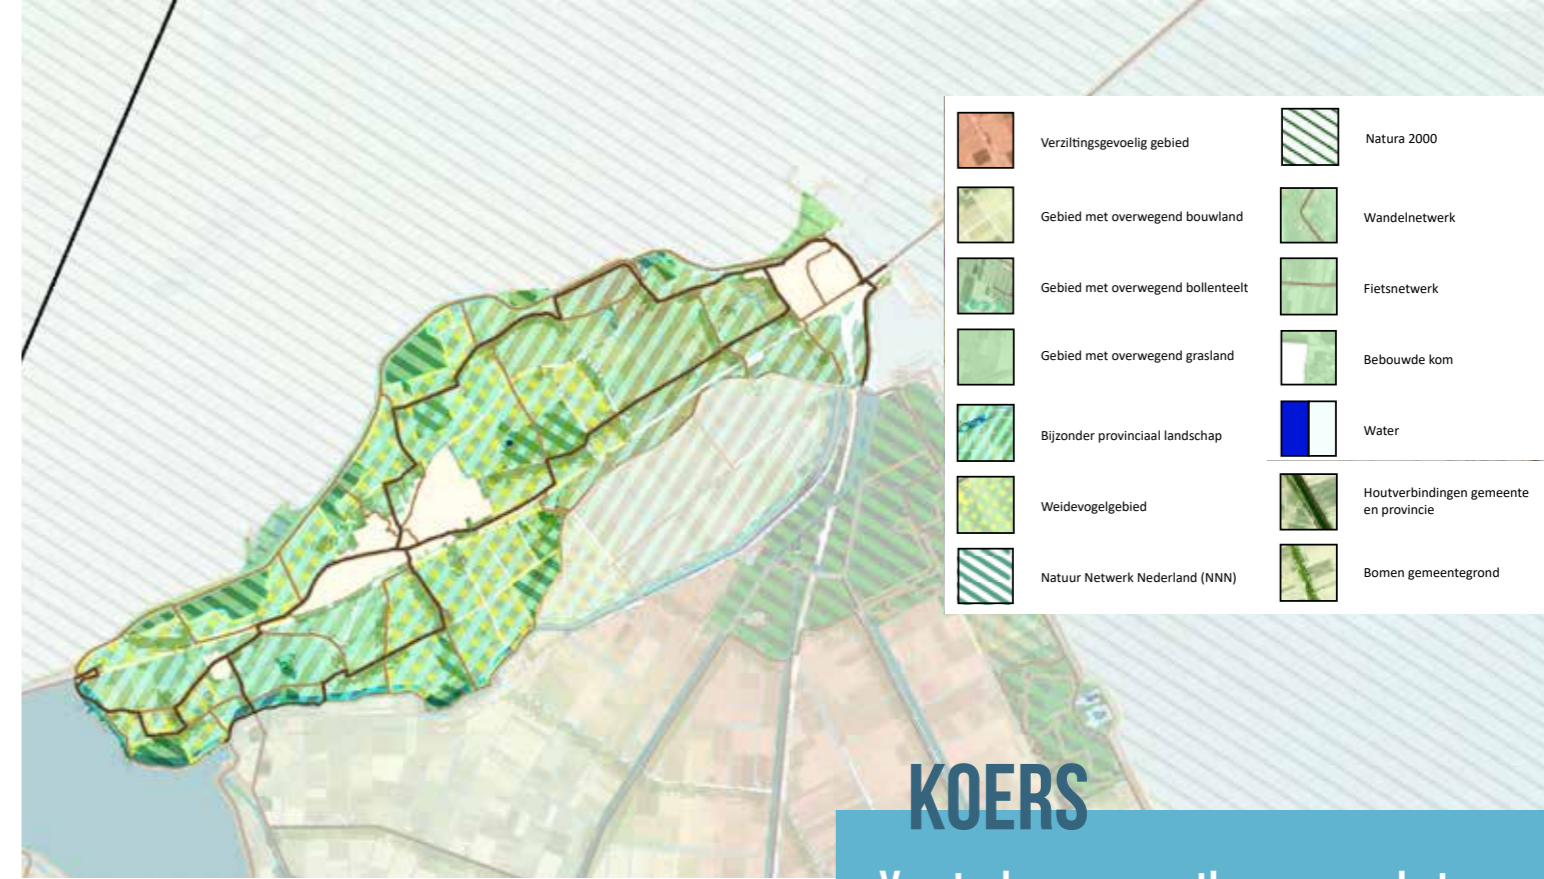 Verziltingsgevoelig gebied
Gebied met overwegend bouwland
Gebied met overwegend bollenteelt
Gebied met overwegend grasland
Bijzonder provinciaal landschap
Weidevogelgebied
Natuur Netwerk Nederland (NNN)
Natura 2000
Wandelnetwerk
Fietsnetwerk
Bebouwde kom
Water
Houtverbindingen gemeente
en provincie
Bomen gemeentegrond
KOERS